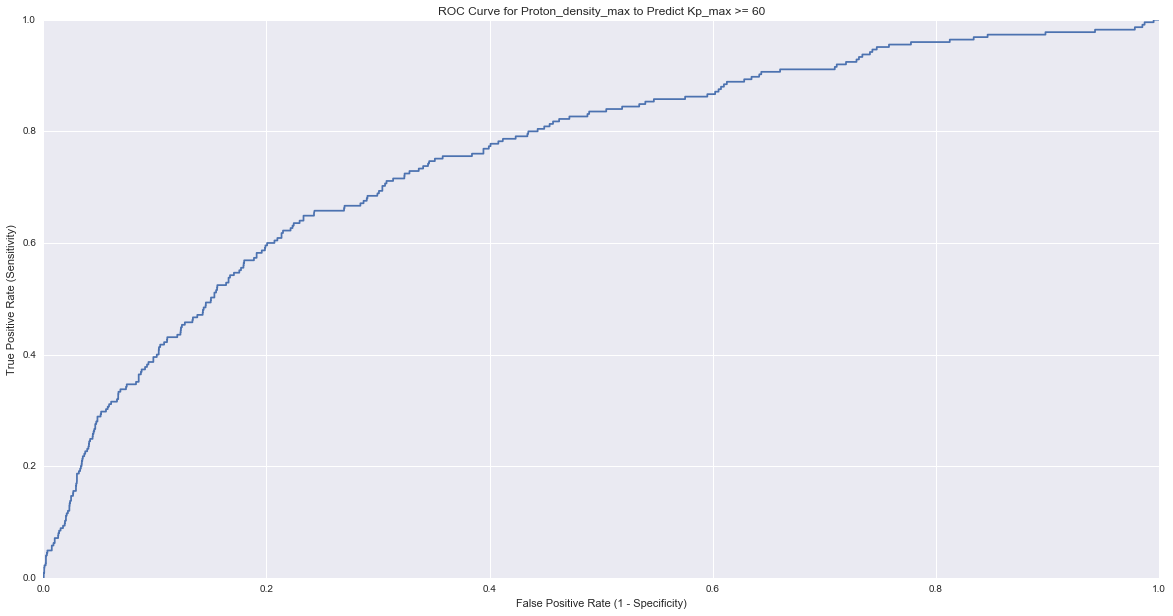 ROC Curve for Proton_density_max to Predict Kp_max >= 60
1.0
0.8
0.6
0.4
0.2
0.0
True Positive Rate (Sensitivity)
0.0 0.2 0.4 0.6 0.8 1.0
False Positive Rate (1 - Specificity)